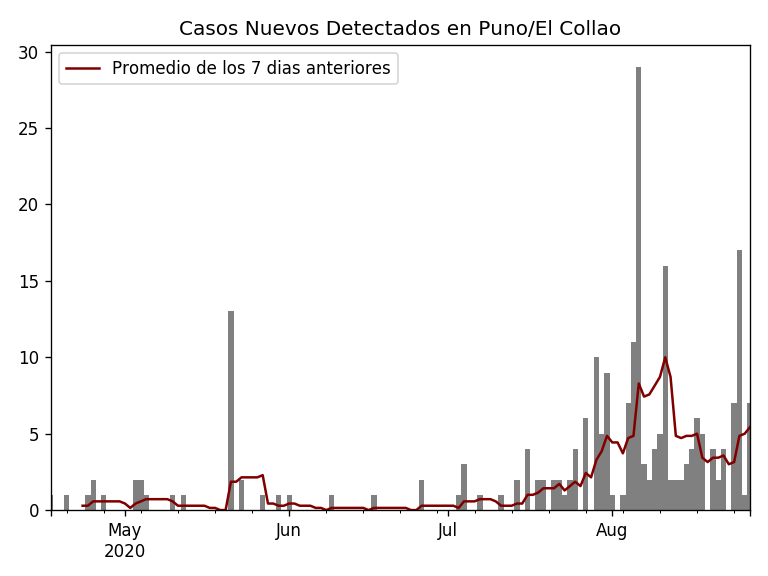 Casos Nuevos Detectados en Puno/El Collao
Promedio de los 7 dias anteriores
30
25
20
15
10
5
0
May
2020
Jun
Jul
Aug